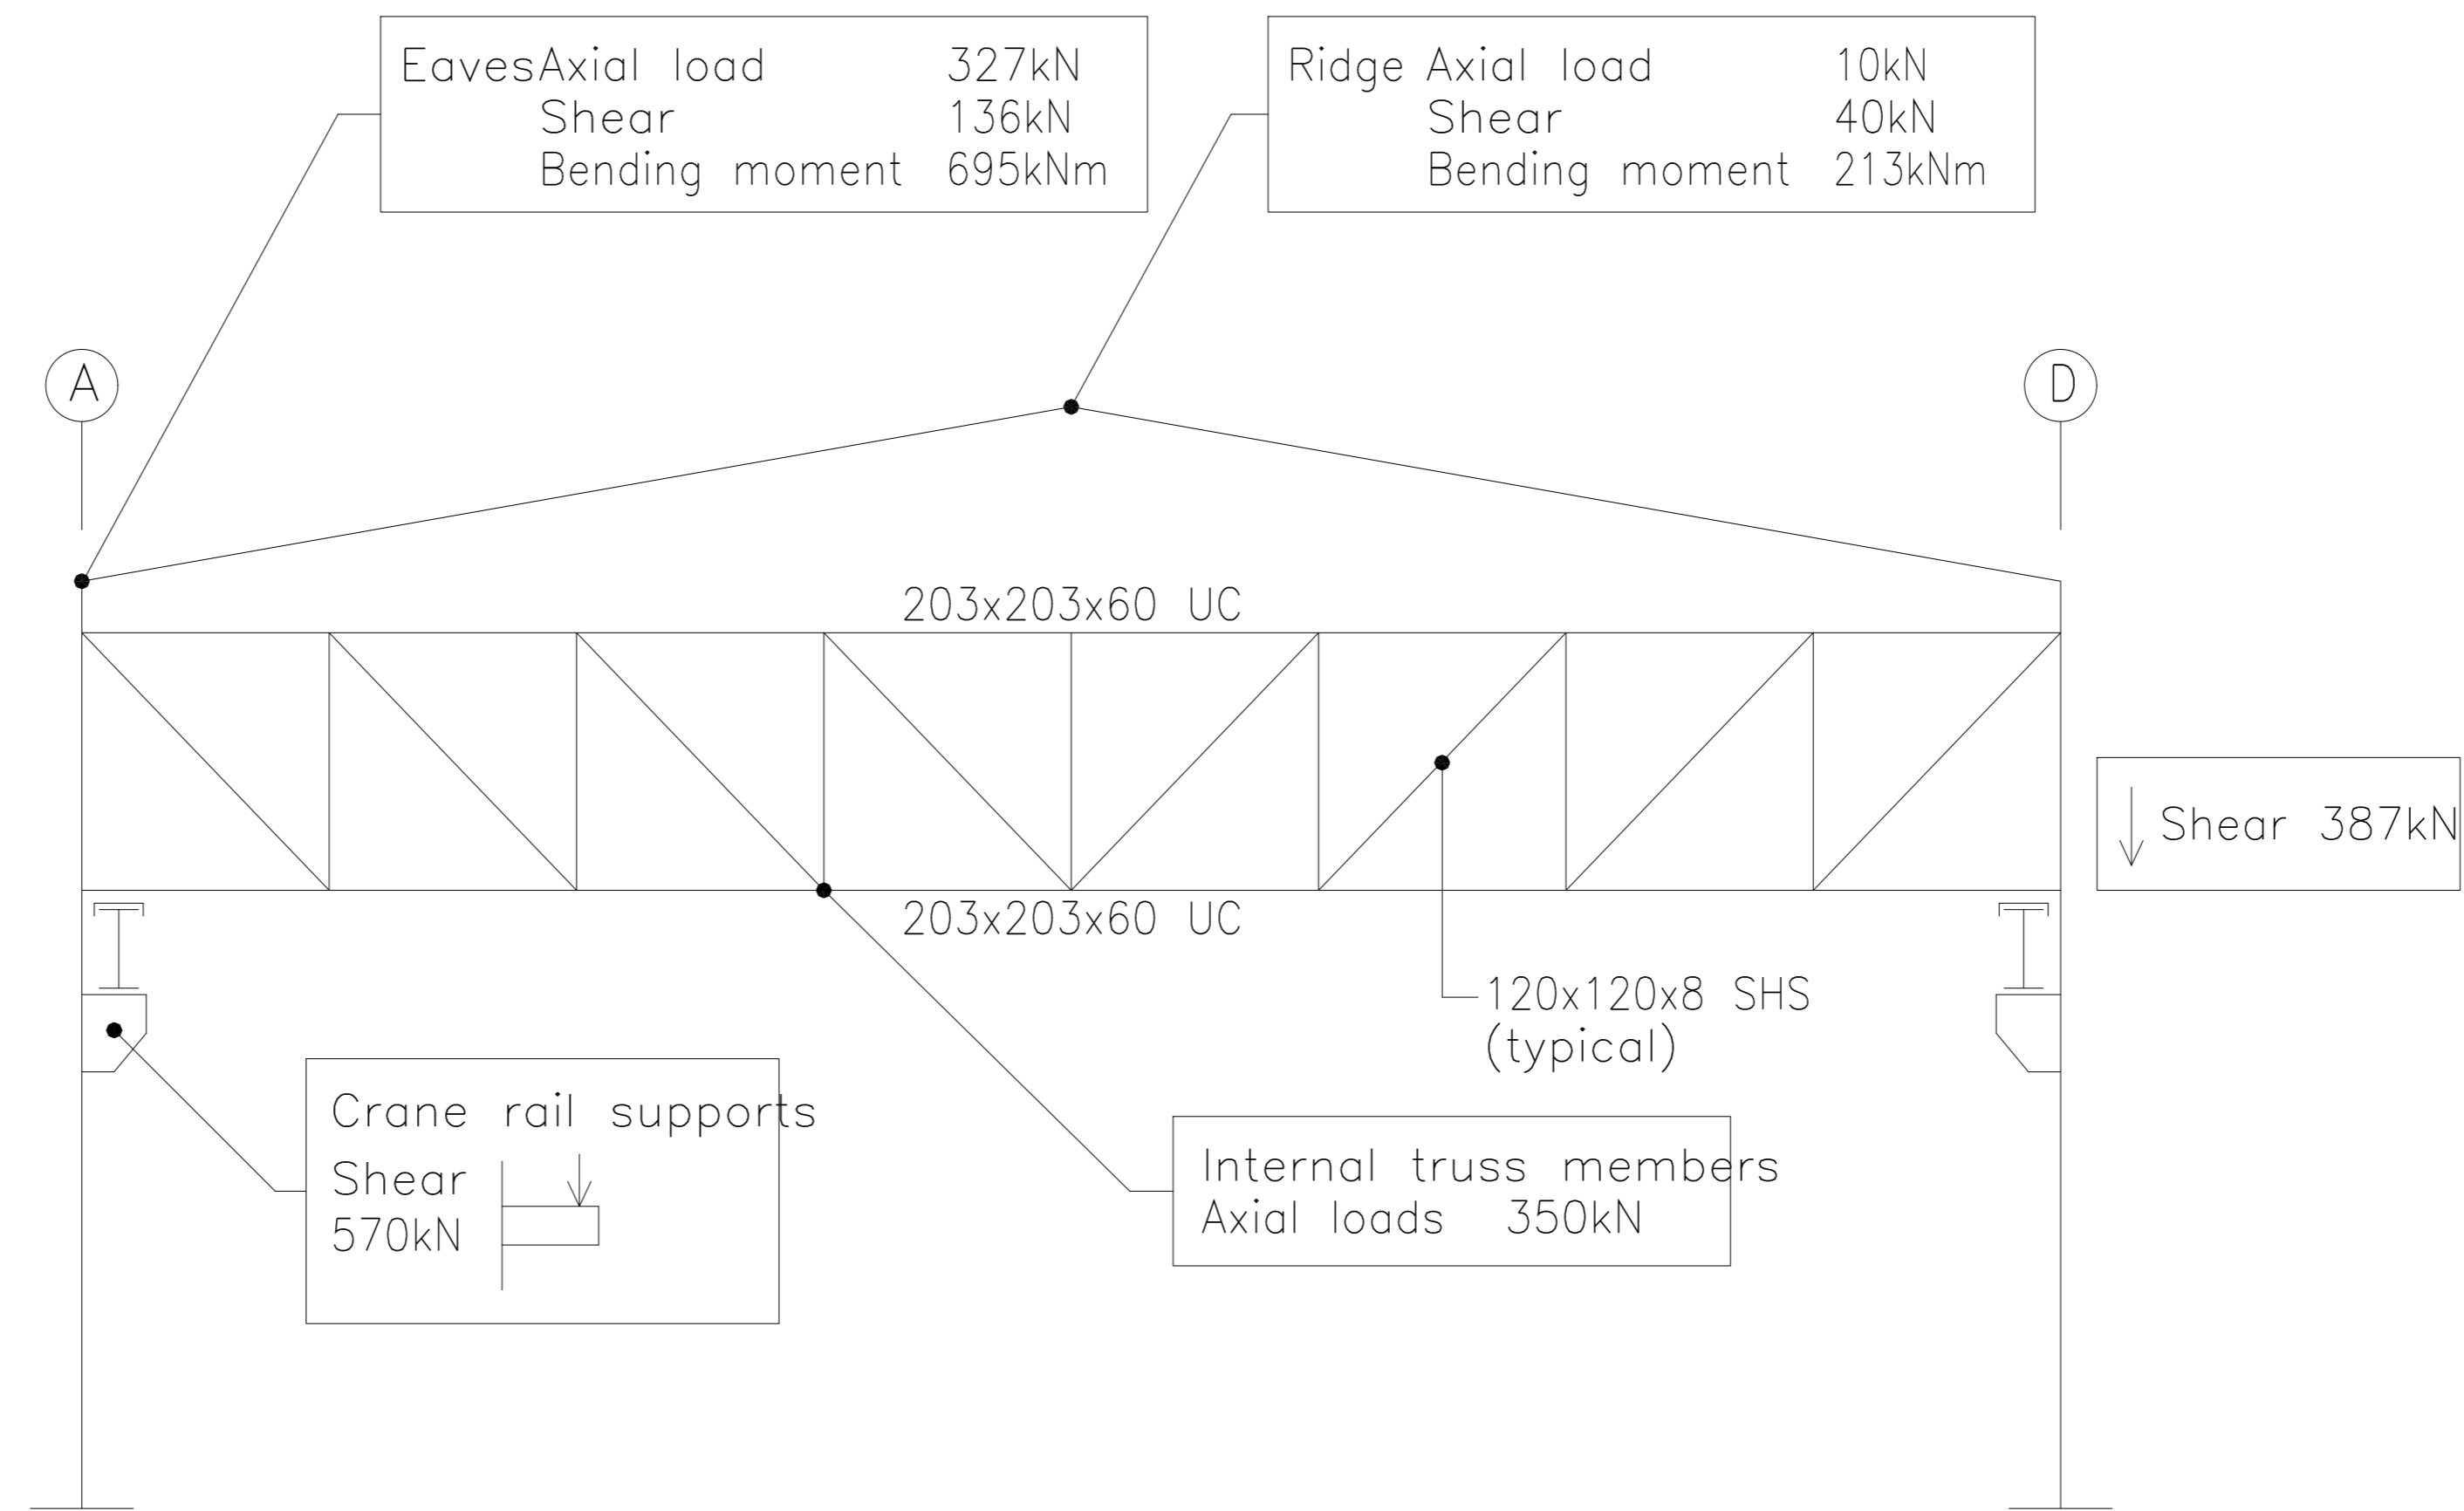 EavesAxial load 327kN
Shear 136kN
Bending moment 695kNm
Ridge Axial load 10kN
Shear 40kN
Bending moment 213kNm
A
D
203x203x60 UC
Shear 387kN
203x203x60 UC
120x120x8 SHS
(typical)
Crane rail supports
Shear
570kN
Internal truss members
Axial loads 350kN